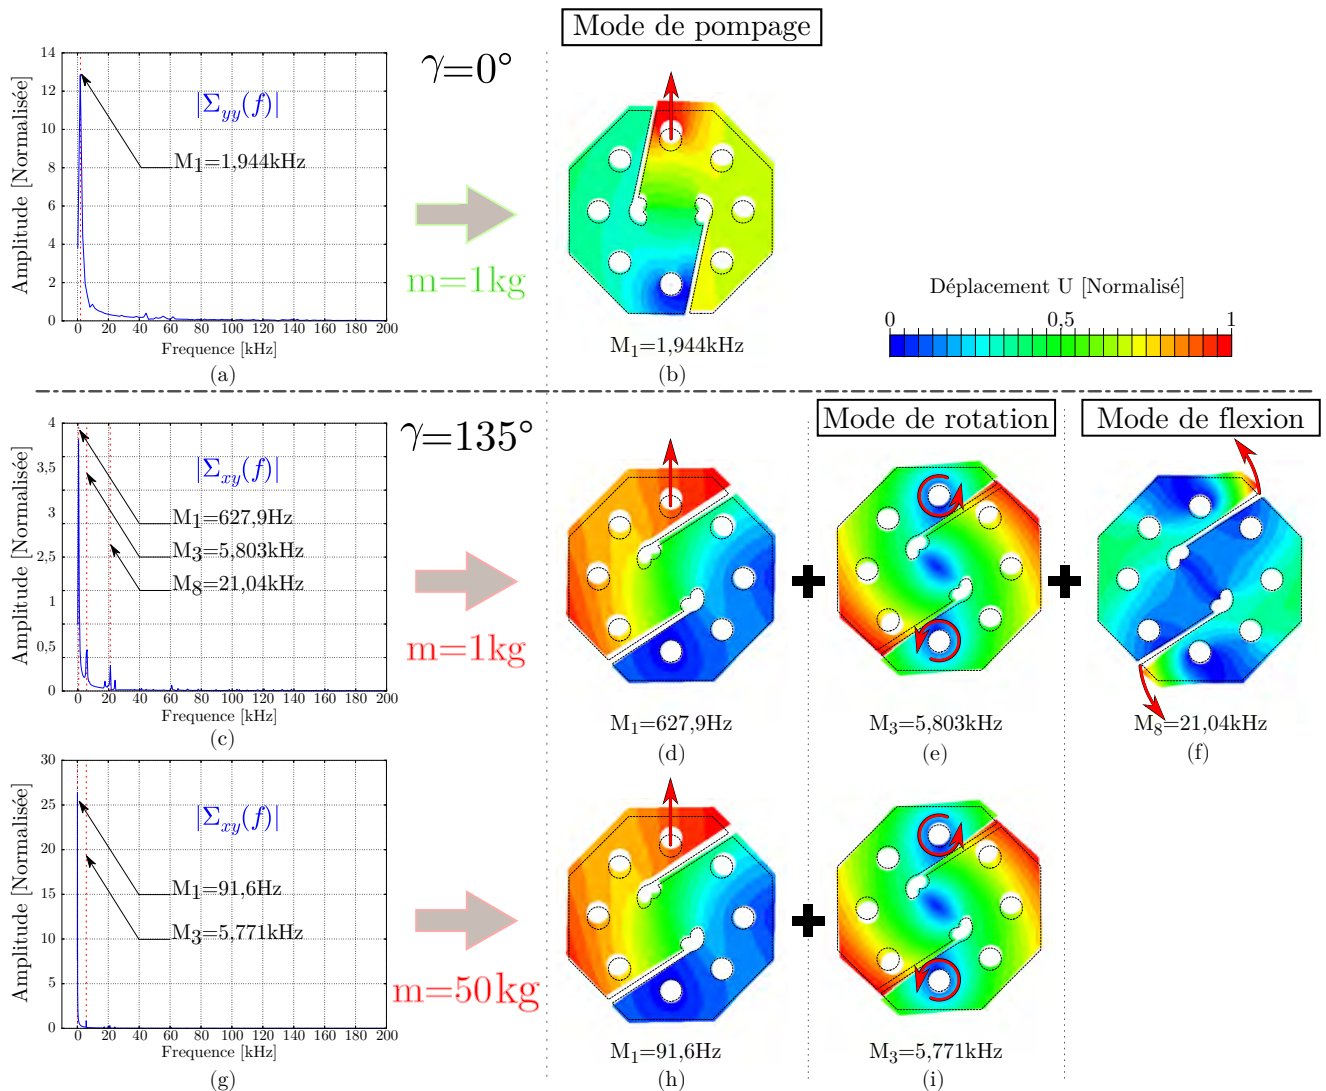 Mode de pompage
14
12
10
8
6
4
2
0
Amplitude [Normalisée]
|Σyy(f)|
M1=1,944kHz
0 20 40 60 80 100 120 140 160 180 200
Frequence [kHz]
(a)
γ=0°
m=1kg
M1=1,944kHz
(b)
Déplacement U [Normalisé]
0 0,5 1
4
3,5
3
2,5
1
0.5
0
Amplitude [Normalisée]
|Σxy(f)|
M1=627,9Hz
M3=5,803kHz
M8=21,04kHz
0 20 40 60 80 100 120 140 160 180 200
Frequence [kHz]
(c)
γ=135°
m=1kg
Mode de rotation
Mode de flexion
M1=627,9Hz
(d)
M3=5,803kHz
(e)
M8=21,04kHz
(f)
30
25
20
15
10
5
0
Amplitude [Normalisée]
|Σxy(f)|
M1=91,6Hz
M3=5,771kHz
0 20 40 60 80 100 120 140 160 180 200
Frequence [kHz]
(g)
m=50kg
M1=91,6Hz
(h)
M3=5,771kHz
(i)